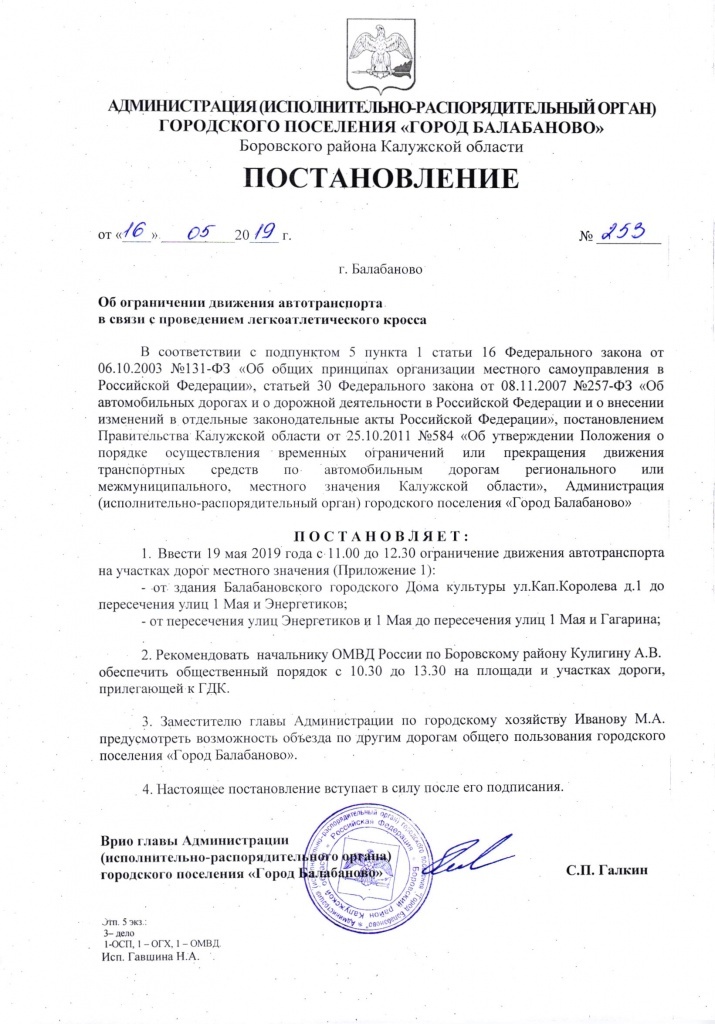 АДМИНИСТРАЦИЯ (ИСПОЛНИТЕЛЬНО-РАСПОРЯДИТЕЛЬНЫЙ ОРГАН)
ГОРОДСКОГО ПОСЕЛЕНИЯ «ГОРОД БАЛАБАНОВО»
Боровского района Калужской области
ПОСТАНОВЛЕНИЕ
от «16» 05 2019 г. № 253
г. Балабаново
Об ограничении движения автотранспорта
в связи с проведением легкоатлетического кросса
В соответствии с подпунктом 5 пункта 1 статьи 16 Федерального закона от
06.10.2003 №131-ФЗ «Об общих принципах организации местного самоуправления в
Российской Федерации», статьей 30 Федерального закона от 08.11.2007 №257-ФЗ «Об
автомобильных дорогах и о дорожной деятельности в Российской Федерации и о внесении
изменений в отдельные законодательные акты Российской Федерации», постановлением
Правительства Калужской области от 25.10.2011 №584 «Об утверждении Положения о
порядке осуществления временных ограничений или прекращения движения
транспортных средств по автомобильным дорогам регионального или
межмуниципального, местного значения Калужской области», Администрация
(исполнительно-распорядительный орган) городского поселения «Город Балабаново»
П О С Т А Н О В Л Я Е Т :
1. Ввести 19 мая 2019 года с 11.00 до 12.30 ограничение движения автотранспорта
на участках дорог местного значения (Приложение 1):
- от здания Балабановского городского Дома культуры ул.Кап.Королева д.1 до
пересечения улиц 1 Мая и Энергетиков;
- от пересечения улиц Энергетиков и 1 Мая до пересечения улиц 1 Мая и Гагарина;
2. Рекомендовать начальнику ОМВД России по Боровскому району Кулигину А.В.
обеспечить общественный порядок с 10.30 до 13.30 на площади и участках дороги,
прилегающей к ГДК.
3. Заместителю главы Администрации по городскому хозяйству Иванову М.А.
предусмотреть возможность объезда по другим дорогам общего пользования городского
поселения «Город Балабаново».
4. Настоящее постановление вступает в силу после его подписания.
Врио главы Администрации
(исполнительно-распорядительного органа)
городского поселения «Город Балабаново» С.П. Галкин
Российская Федерация
Боровский район Калужской области
Отп. 5 экз.:
3– дело
1-ОСП, 1 – ОГХ, 1 – ОМВД.
Исп. Гавшина Н.А.